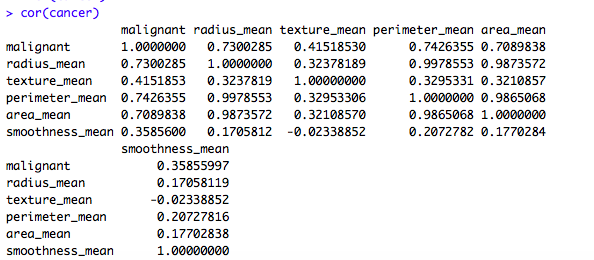 > cor(cancer)
malignant radius_mean texture_mean perimeter_mean area_mean
malignant 1.0000000 0.7300285 0.41518530 0.7426355 0.7089838
radius_mean 0.7300285 1.0000000 0.32378189 0.9978553 0.9873572
texture_mean 0.4151853 0.3237819 1.00000000 0.3295331 0.3210857
perimeter_mean 0.7426355 0.9978553 0.32953306 1.0000000 0.9865068
area_mean 0.7089838 0.9873572 0.32108570 0.9865068 1.0000000
smoothness_mean 0.3585600 0.1705812 -0.02338852 0.2072782 0.1770284
smoothness_mean
malignant 0.35855997
radius_mean 0.17058119
texture_mean -0.02338852
perimeter_mean 0.20727816
area_mean 0.17702838
smoothness_mean 1.00000000